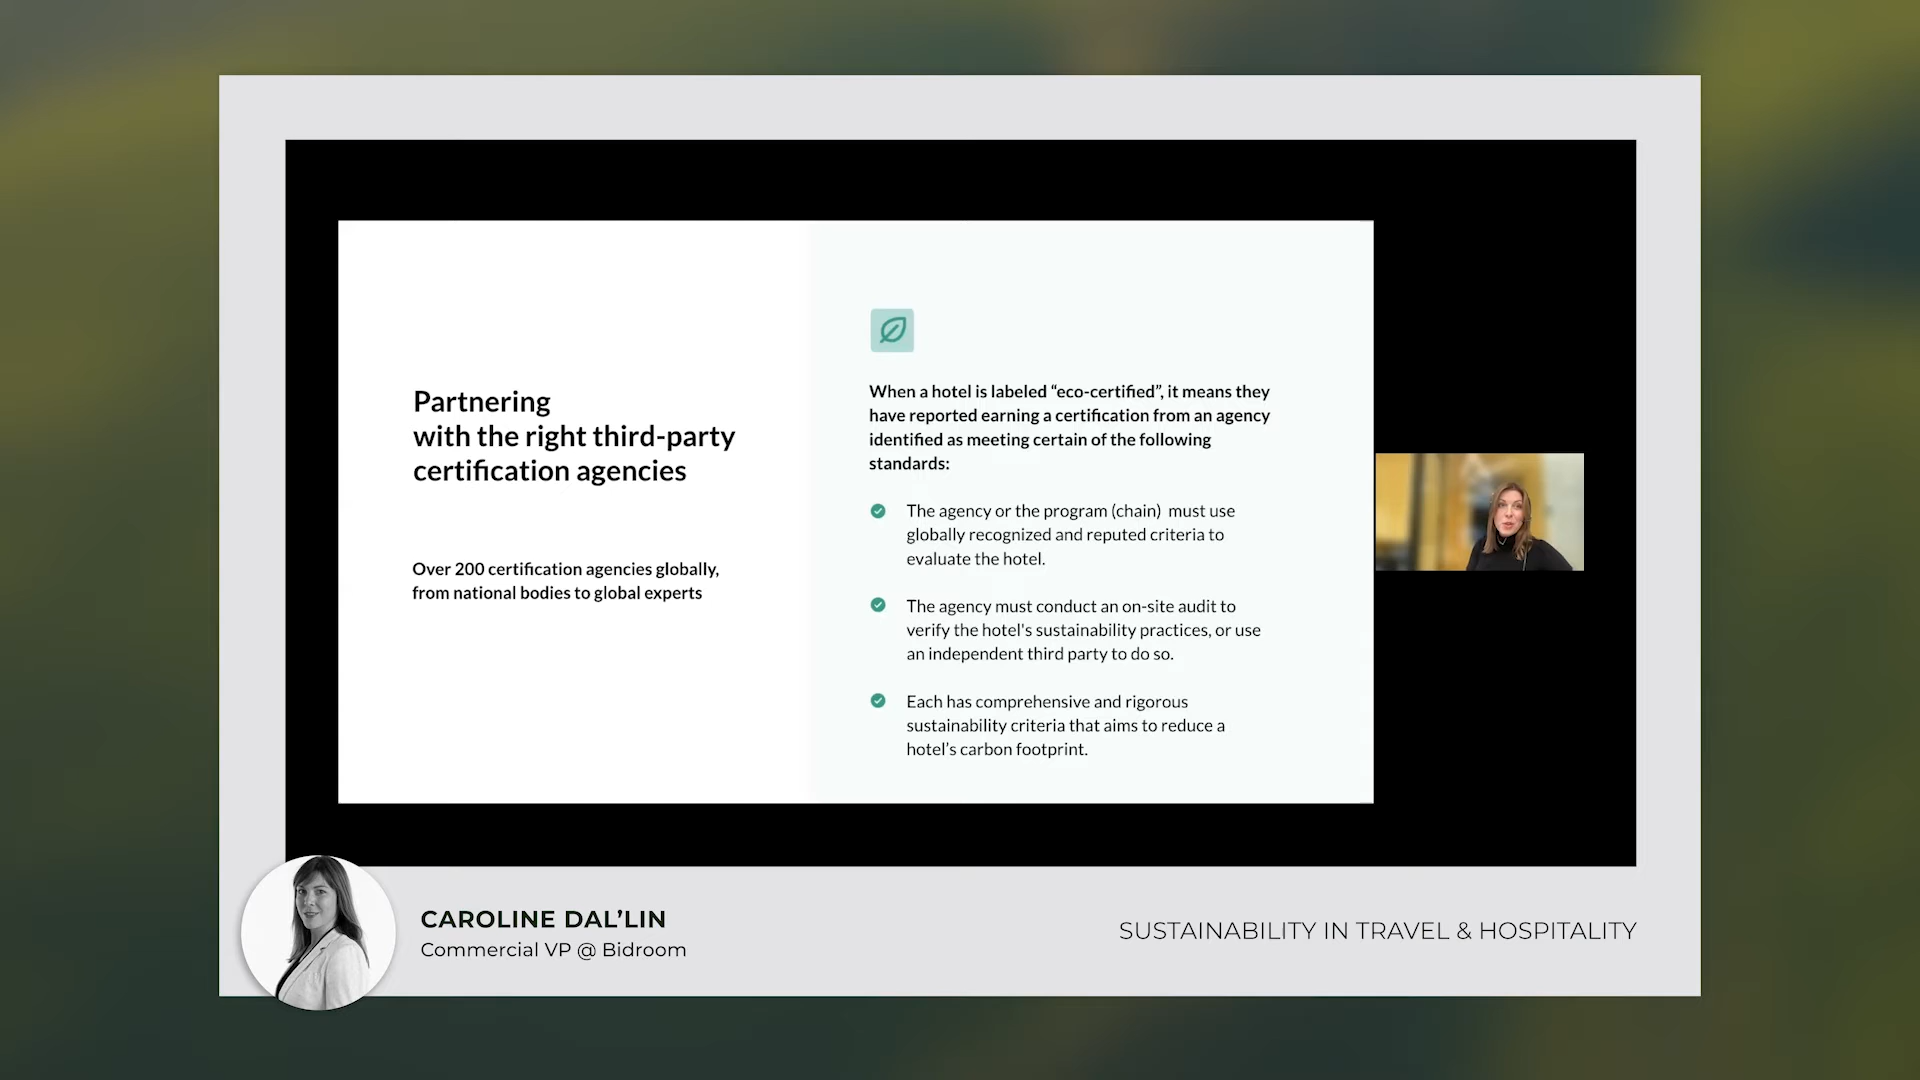 Partnering
with the right third-party
certification agencies
Over 200 certification agencies globally,
from national bodies to global experts
When a hotel is labeled “eco-certified”, it means they
have reported earning a certification from an agency
identified as meeting certain of the following
standards:
The agency or the program (chain) must use
globally recognized and reputed criteria to
evaluate the hotel.
The agency must conduct an on-site audit to
verify the hotel's sustainability practices, or use
an independent third party to do so.
Each has comprehensive and rigorous
sustainability criteria that aims to reduce a
hotel’s carbon footprint.
CAROLINE DAL’LIN
Commercial VP @ Bidroom
SUSTAINABILITY IN TRAVEL & HOSPITALITY